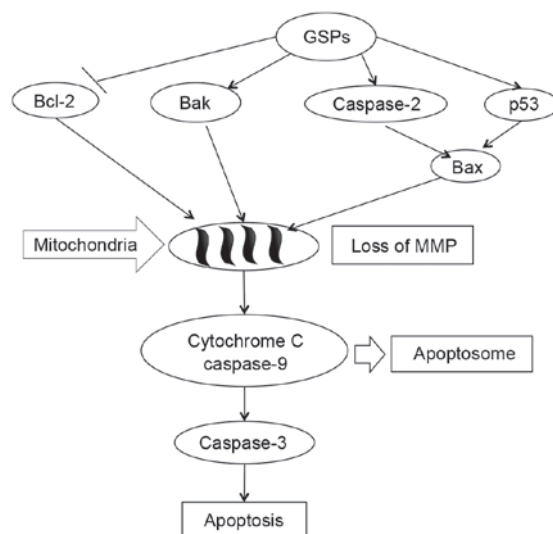 GSPs
Bcl-2
Bak
Caspase-2
p53
Bax
Mitochondria
Loss of MMP
Cytochrome C
caspase-9
Apoptosome
Caspase-3
Apoptosis